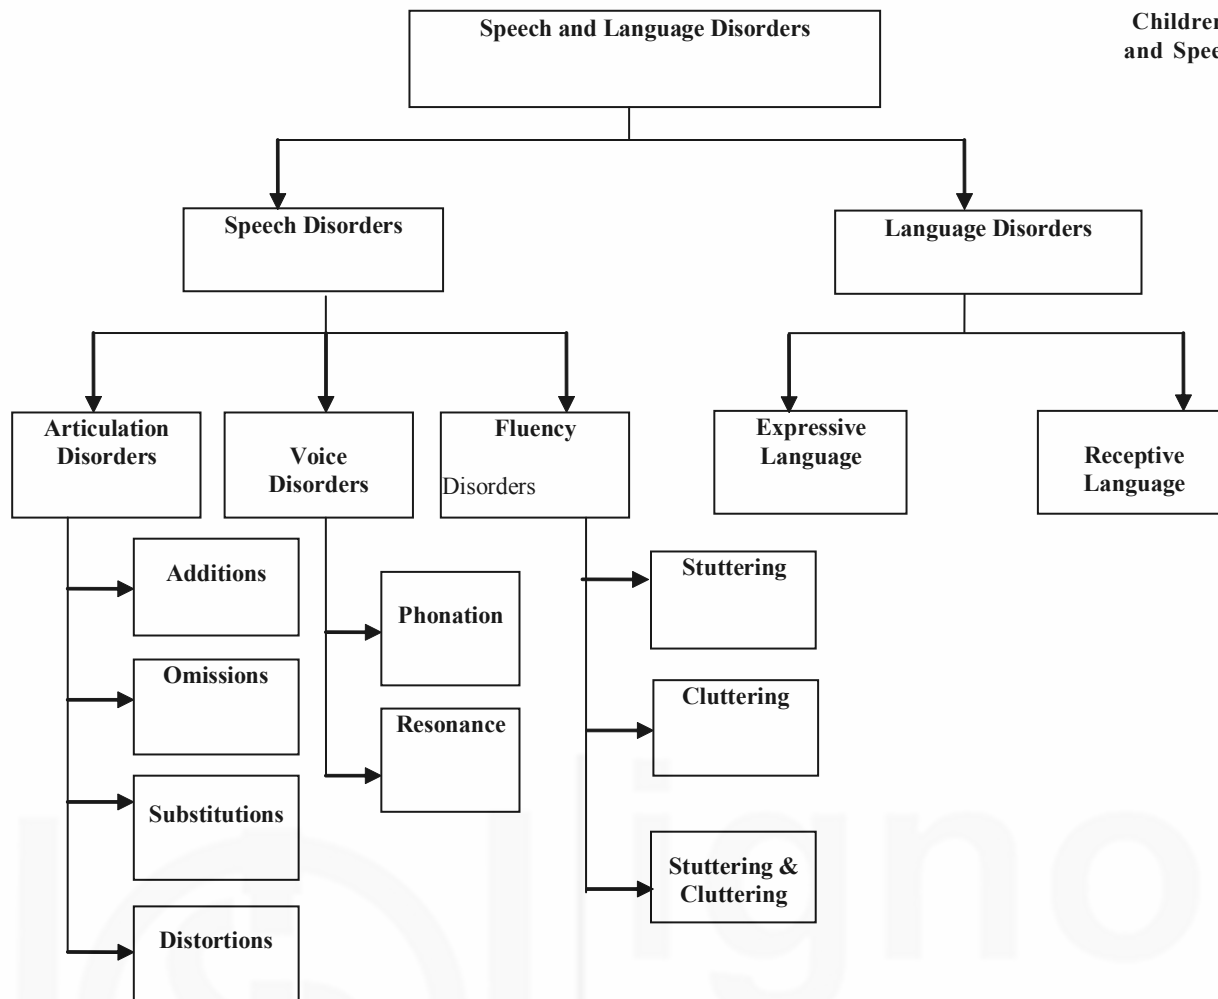 Speech and Language Disorders
Children
and Spee
Speech Disorders
Language Disorders
Articulation
Disorders
Voice
Disorders
Fluency
Disorders
Expressive
Language
Receptive
Language
Additions
Omissions
Substitutions
Distortions
Phonation
Resonance
Stuttering
Cluttering
Stuttering &
Cluttering
igno